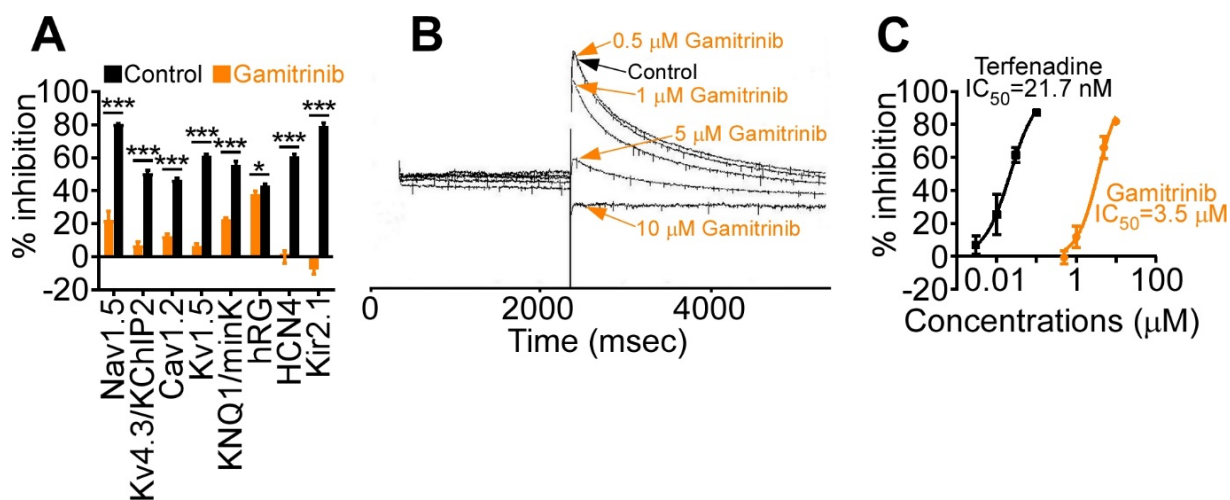 A
Control Gamitrinib
% inhibition
100
80
60
40
20
0
-20
***
***
***
***
***
*
***
***
Nav1.5
Kv4.3/KChIP2
Cav1.2
Kv1.5
KNQ1/minK
hRG
HCN4
Kir2.1
B
0.5 μM Gamitrinib
Control
1 μM Gamitrinib
5 μM Gamitrinib
10 μM Gamitrinib
0
2000
4000
Time (msec)
C
Terfenadine
IC50=21.7 nM
% inhibition
100
80
60
40
20
0
-20
Gamitrinib
IC50=3.5 μM
0.01
1
100
Concentrations (μM)